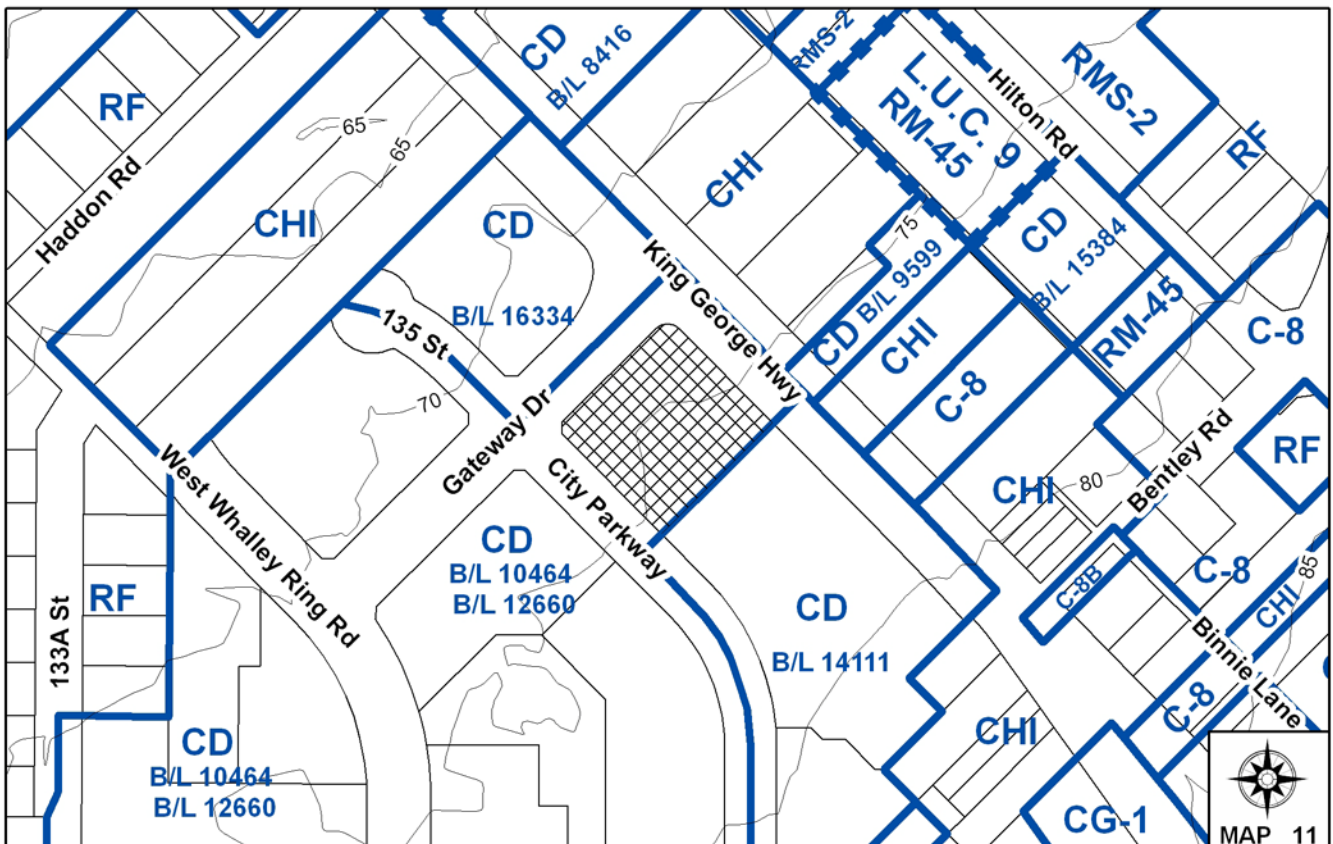 CD
B/L 8416
RMS-2
L.U.C. 9
RM-45
Hilton Rd
RMS-2
RF
RF
65
65
Haddon Rd
CHI
CD
B/L 16334
CHI
King George Hwy
75
CD
B/L 9599
CD
B/L 15384
RM-45
C-8
135 St
CHI
C-8
70
Gateway Dr
West Whalley Ring Rd
City Parkway
CHI
80
Bentley Rd
RF
CD
B/L 10464
B/L 12660
133A St
RF
CD
B/L 14111
C-8B
C-8
CHI
85
Binnie Lane
C-8
CD
B/L 10464
B/L 12660
CHI
CG-1
MAP 11